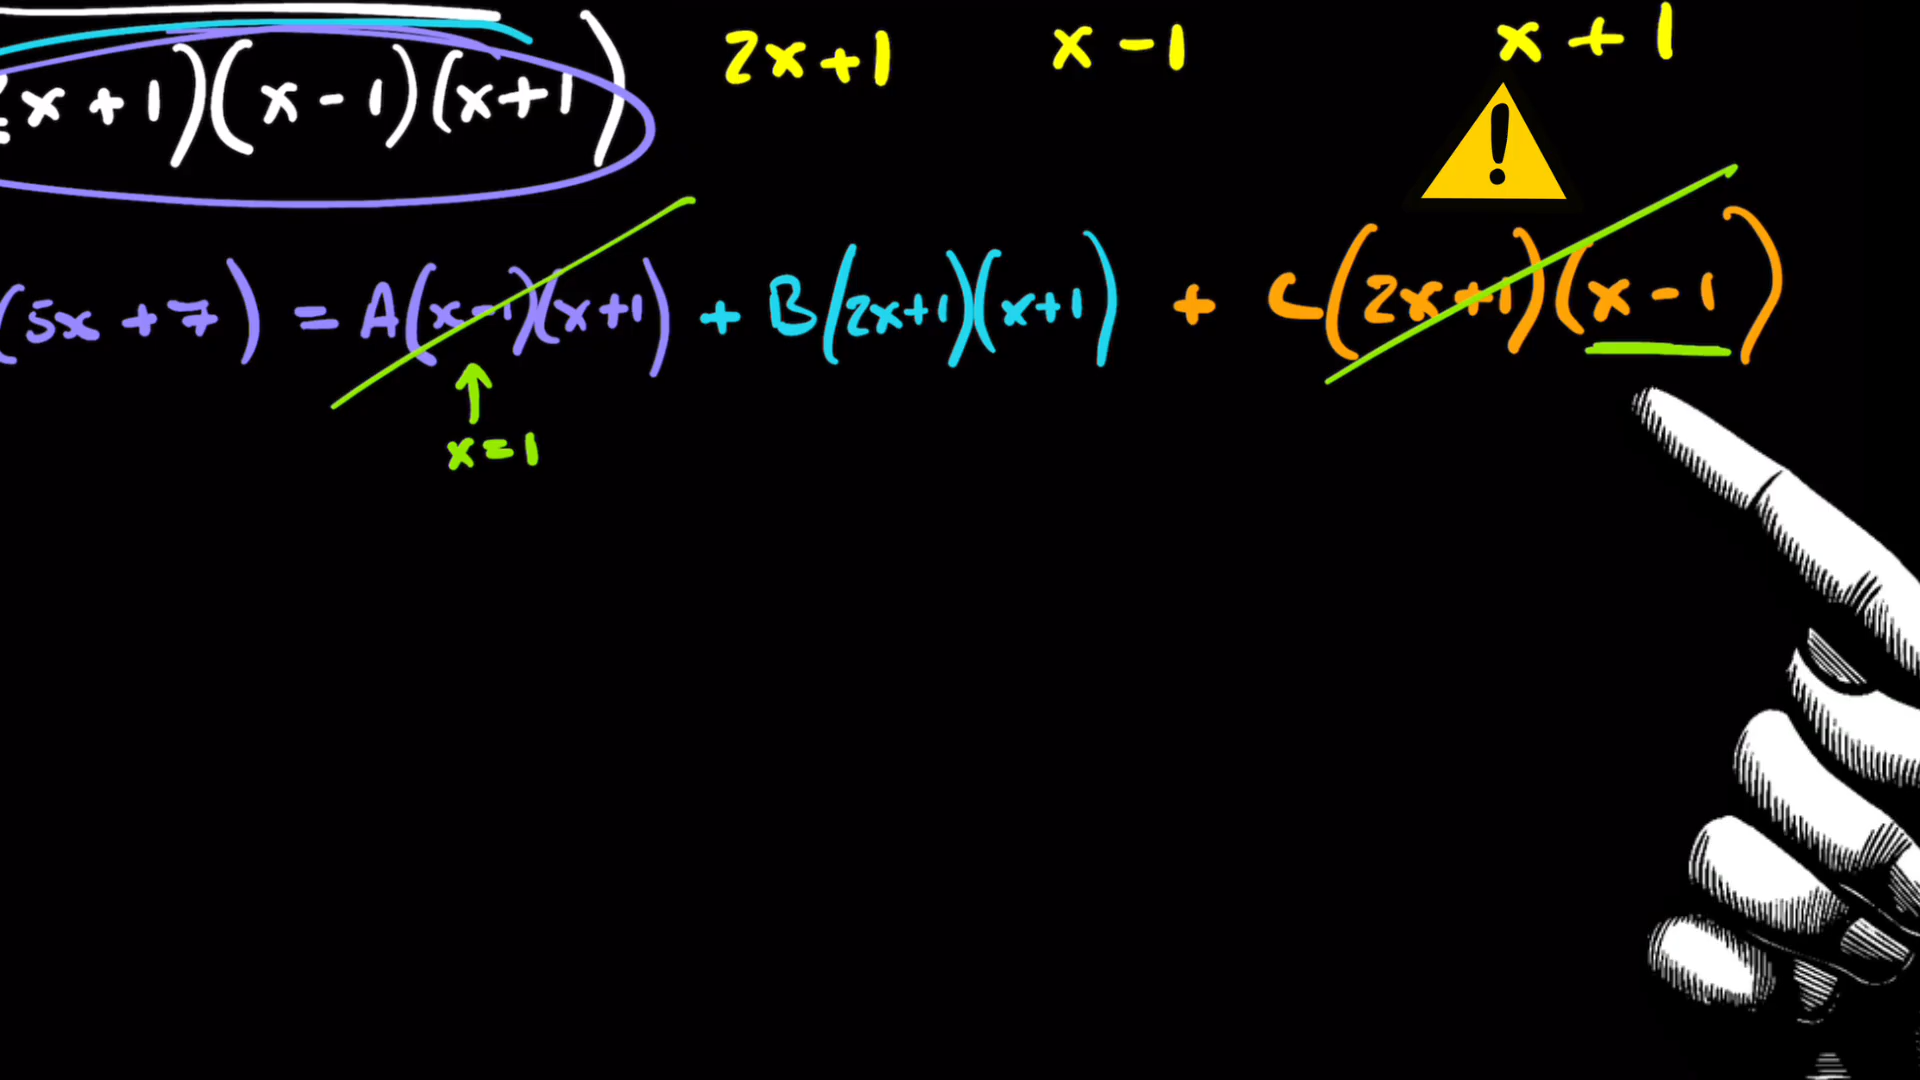 x + 1)(x - 1)(x+1)
2x+1 x-1 x+1
(5x+7) = A(x-1)(x+1) + B(2x+1)(x+1) + C(2x+1)(x-1)
x=1